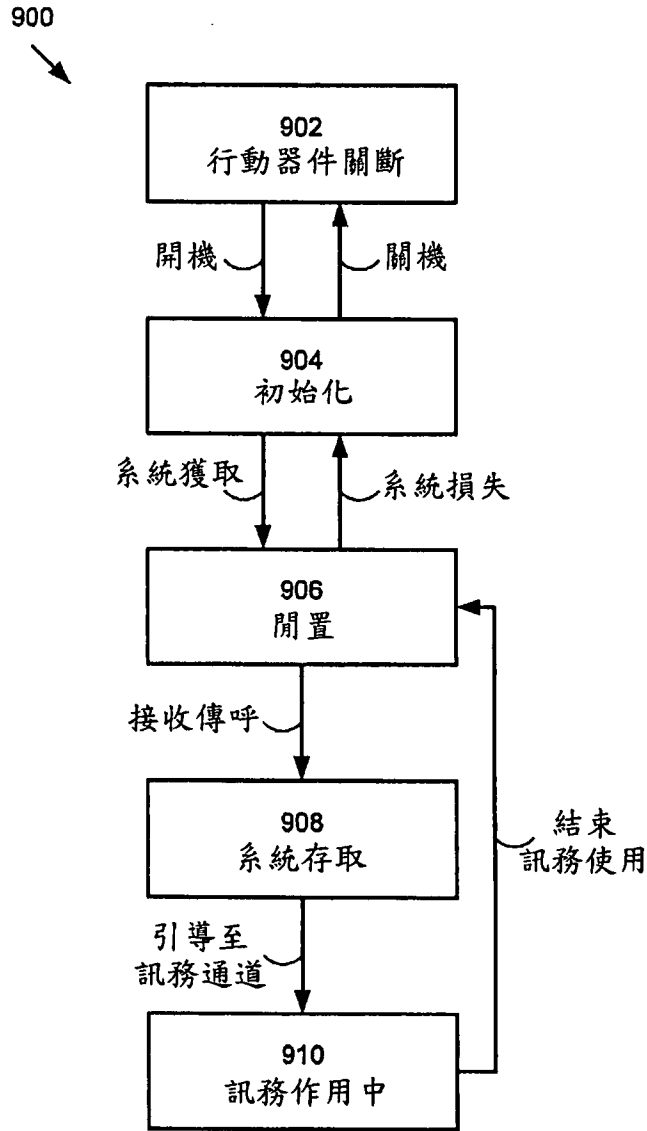 900
902
行動器件關斷
開機
關機
904
初始化
系統獲取
系統損失
906
閒置
接收傳呼
908
系統存取
結束
訊務使用
引導至
訊務通道
910
訊務作用中